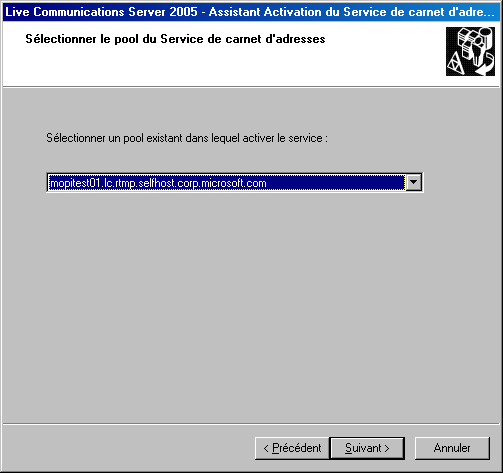 Live Communications Server 2005 - Assistant Activation du Service de carnet d'adre...
Sélectionner le pool du Service de carnet d'adresses
Sélectionner un pool existant dans lequel activer le service :
mopitest01.lc.rtmp.selfhost.corp.microsoft.com
< Précédent Suivant > Annuler